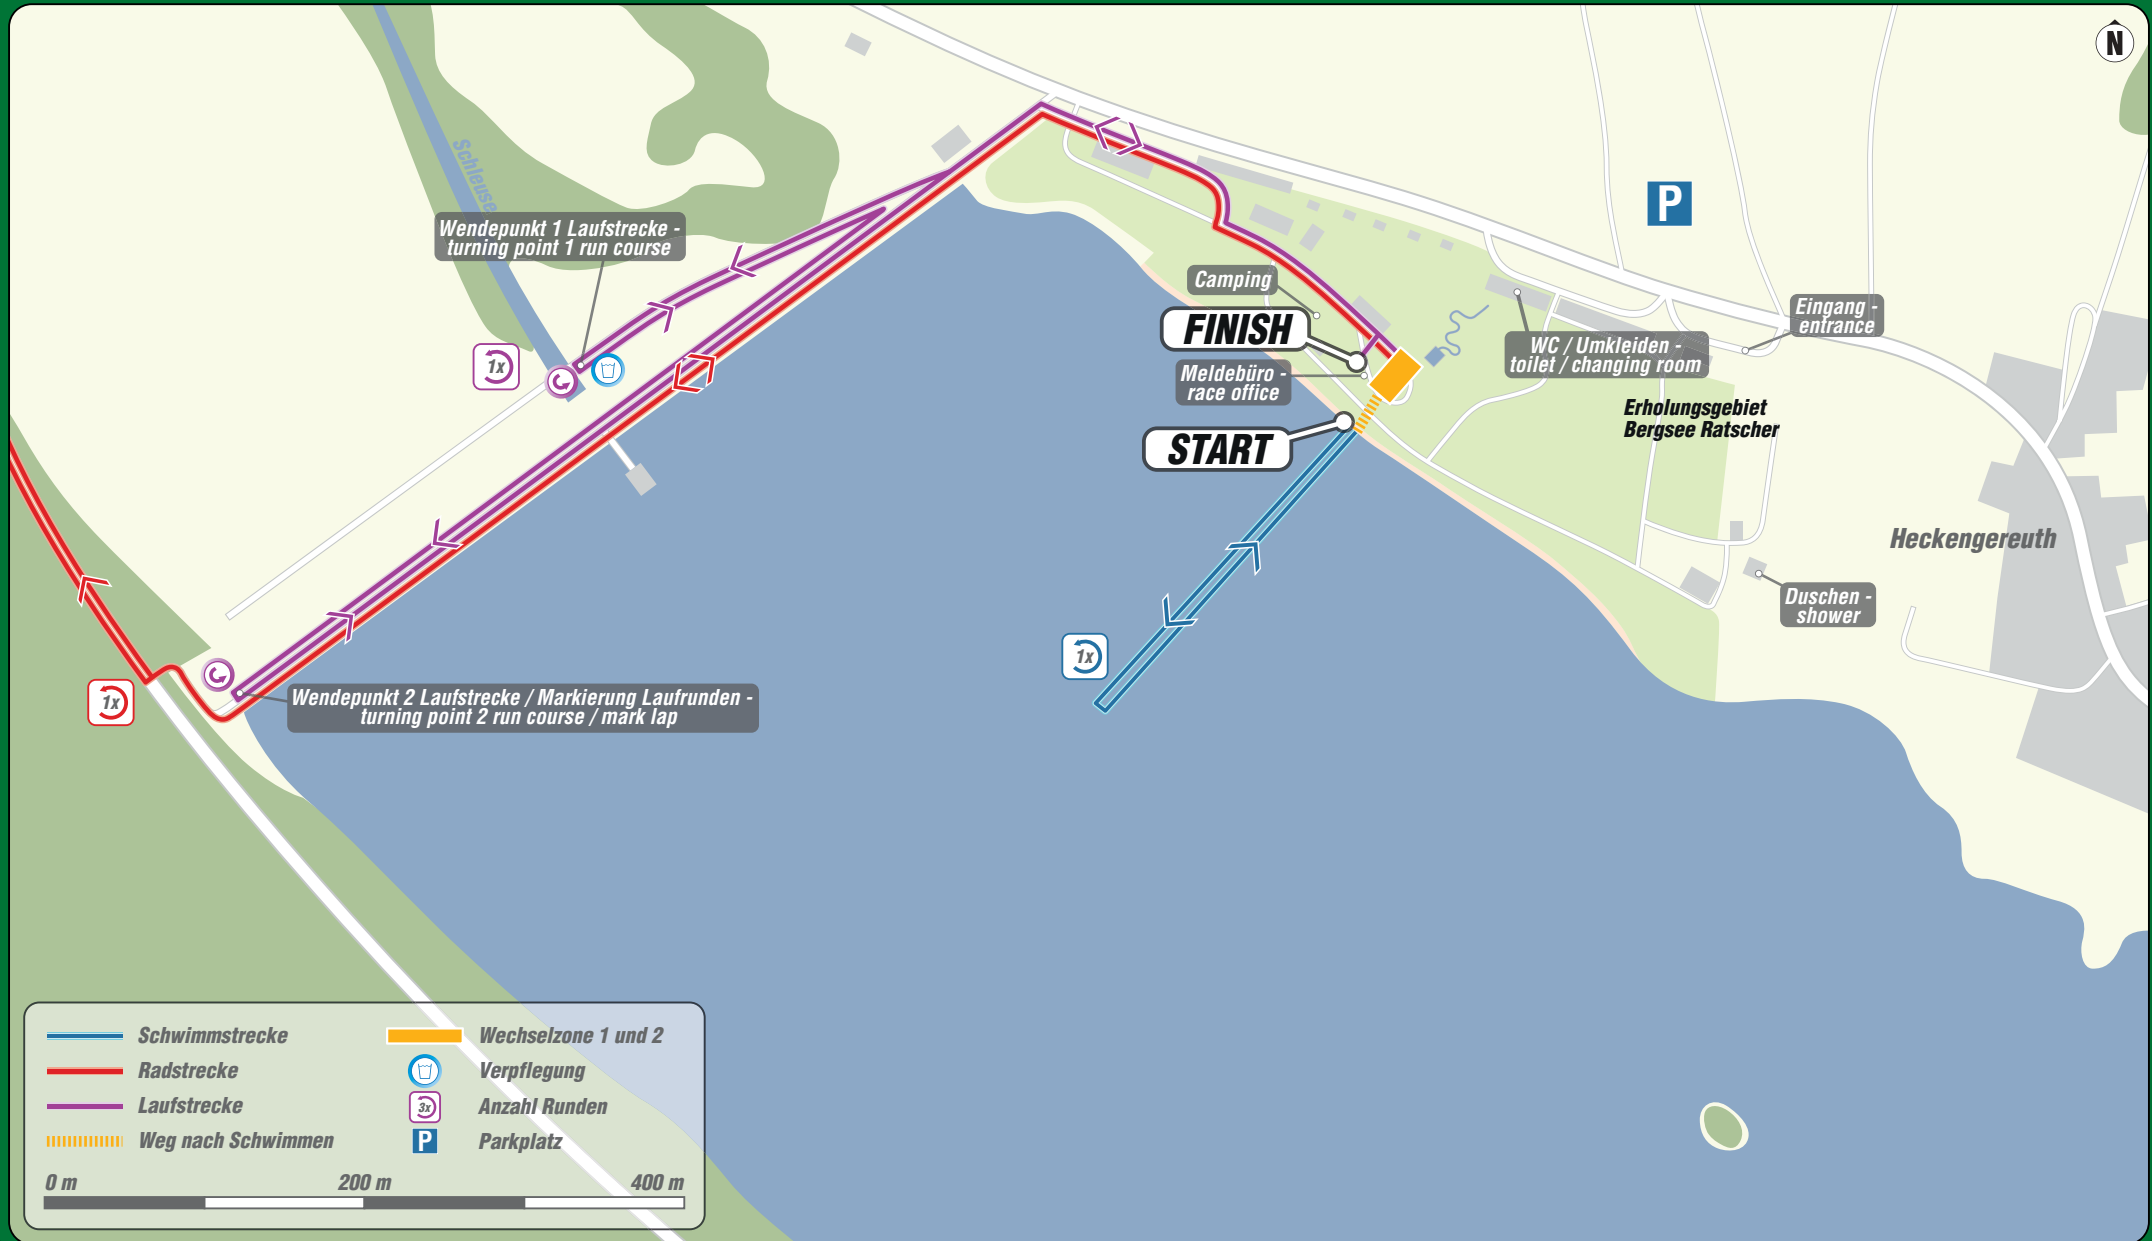 N
Schleuse
P
Wendepunkt 1 Laufstrecke -
turning point 1 run course
Camping
FINISH
Eingang -
entrance
WC / Umkleiden -
toilet / changing room
1x
Meldebüro -
race office
Erholungsgebiet
Bergsee Ratscher
START
Heckengereuth
Duschen -
shower
1x
1x
Wendepunkt 2 Laufstrecke / Markierung Laufrunden -
turning point 2 run course / mark lap
Schwimmstrecke
Radstrecke
Laufstrecke
Weg nach Schwimmen
Wechselzone 1 und 2
Verpflegung
3x
Anzahl Runden
P
Parkplatz
0 m
200 m
400 m